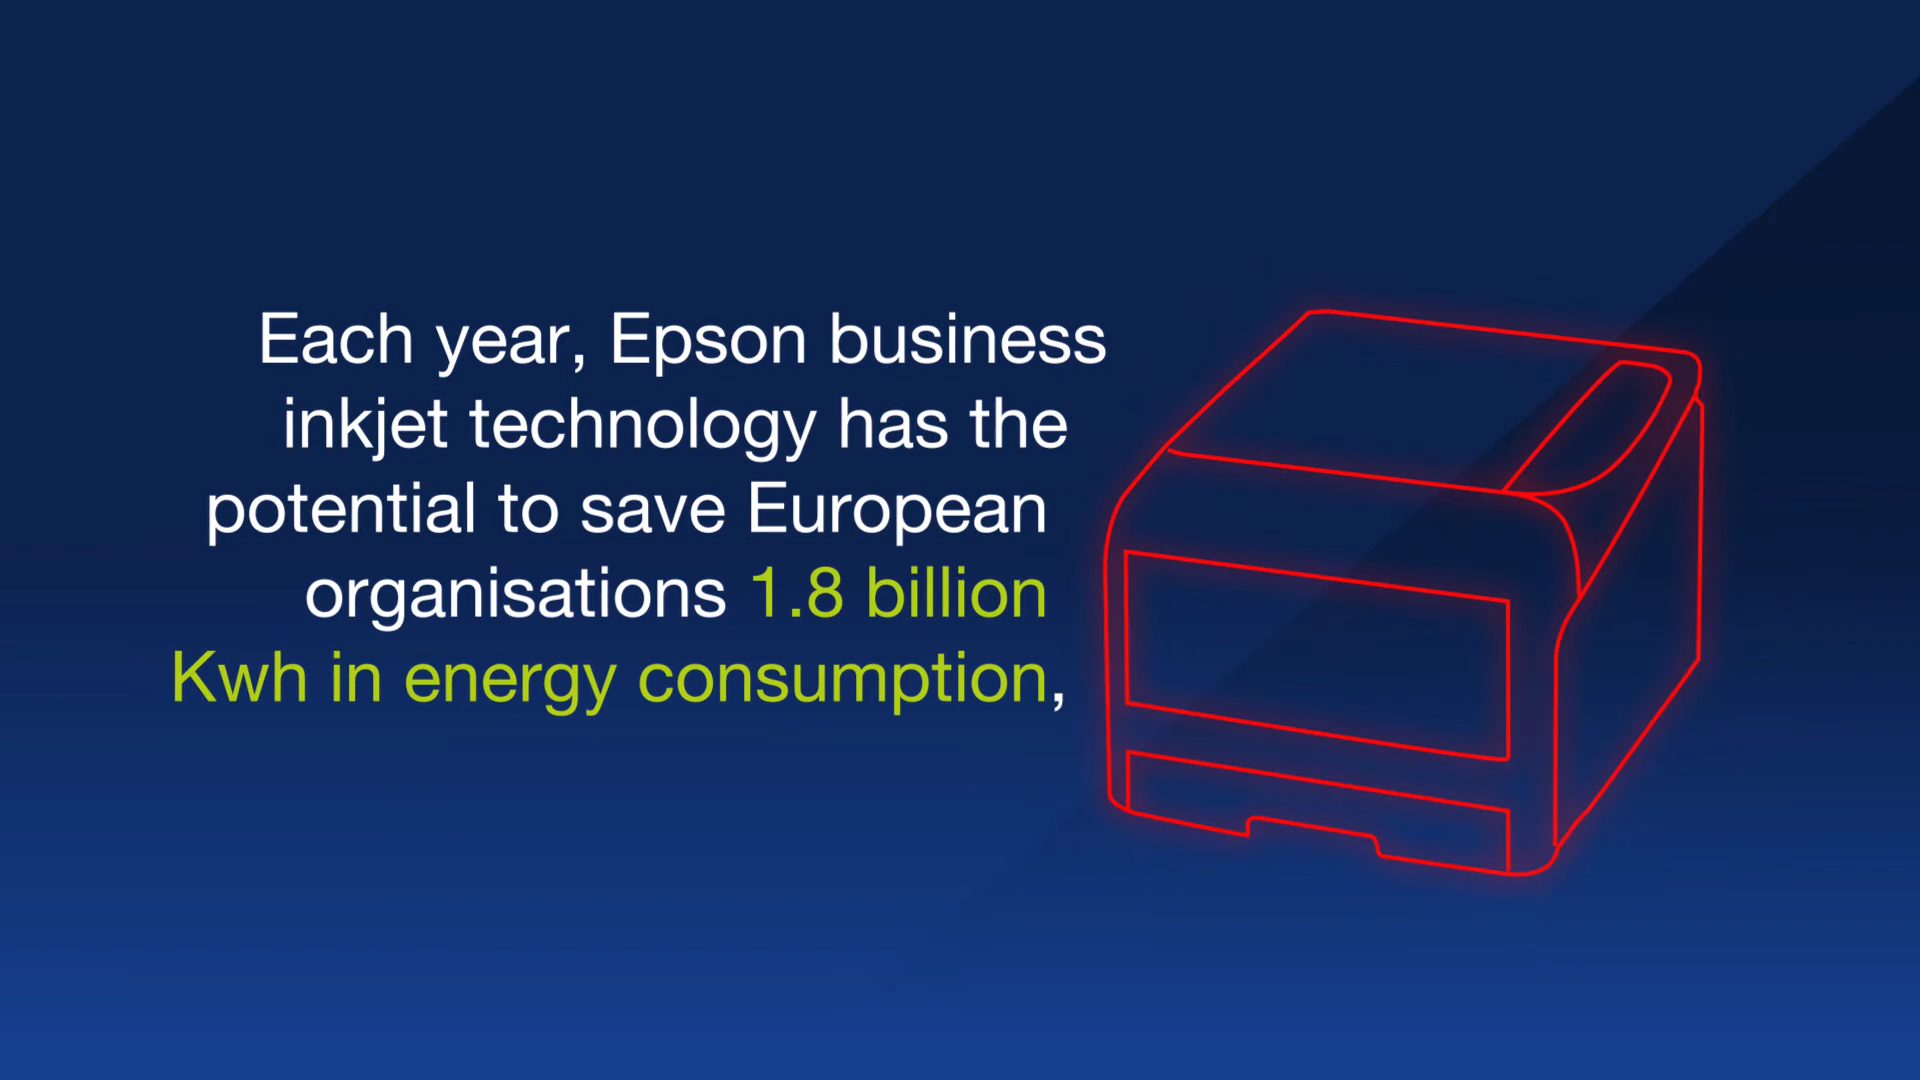 Each year, Epson business
inkjet technology has the
potential to save European
organisations 1.8 billion
Kwh in energy consumption,